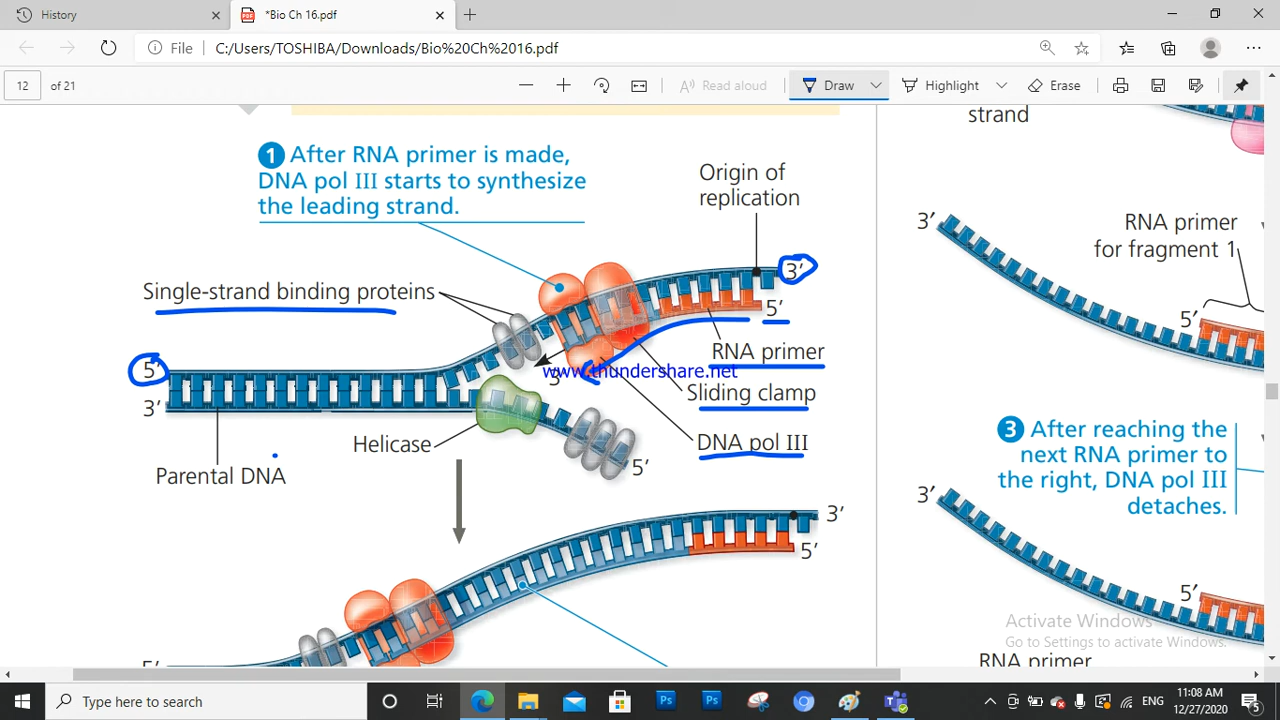 History
*Bio Ch 16.pdf
File
C:/Users/TOSHIBA/Downloads/Bio%20Ch%2016.pdf
12 of 21
Read aloud
Draw
Highlight
Erase
1 After RNA primer is made,
DNA pol III starts to synthesize
the leading strand.
Origin of
replication
3′
Single-strand binding proteins
5′
RNA primer
5′
3′
www.thundershare.net
Sliding clamp
3′
Helicase
DNA pol III
5′
Parental DNA
3′
5′
5′
strand
3′
RNA primer
for fragment 1
5′
3 After reaching the
next RNA primer to
the right, DNA pol III
detaches.
3′
5′
RNA primer
Activate Windows
Go to Settings to activate Windows.
Type here to search
Ps
Ps
ENG
11:08 AM
12/27/2020
5